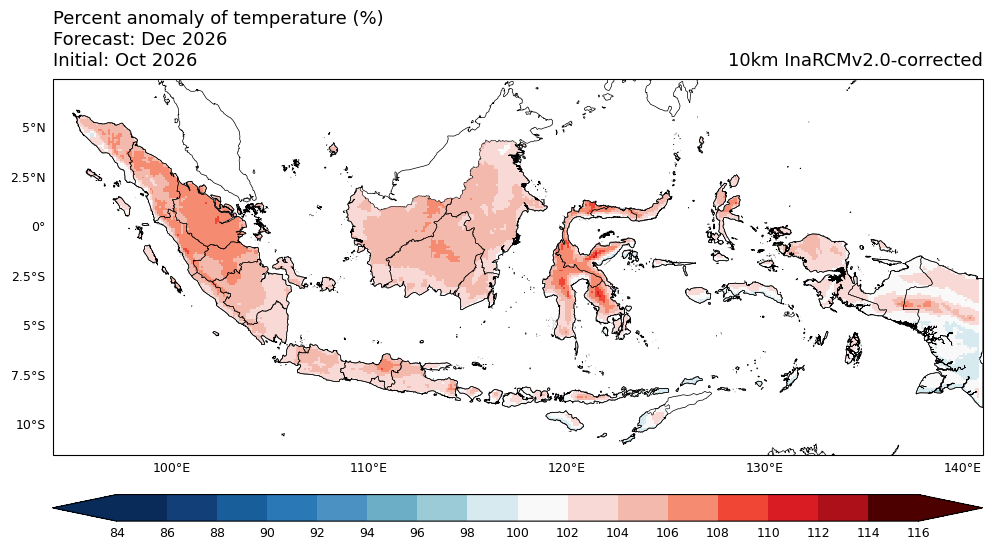 Percent anomaly of temperature (%)
Forecast: Dec 2026
Initial: Oct 2026
10km InaRCMv2.0-corrected
5°N
2.5°N
0°
2.5°S
5°S
7.5°S
10°S
100°E 110°E 120°E 130°E 140°E
84 86 88 90 92 94 96 98 100 102 104 106 108 110 112 114 116